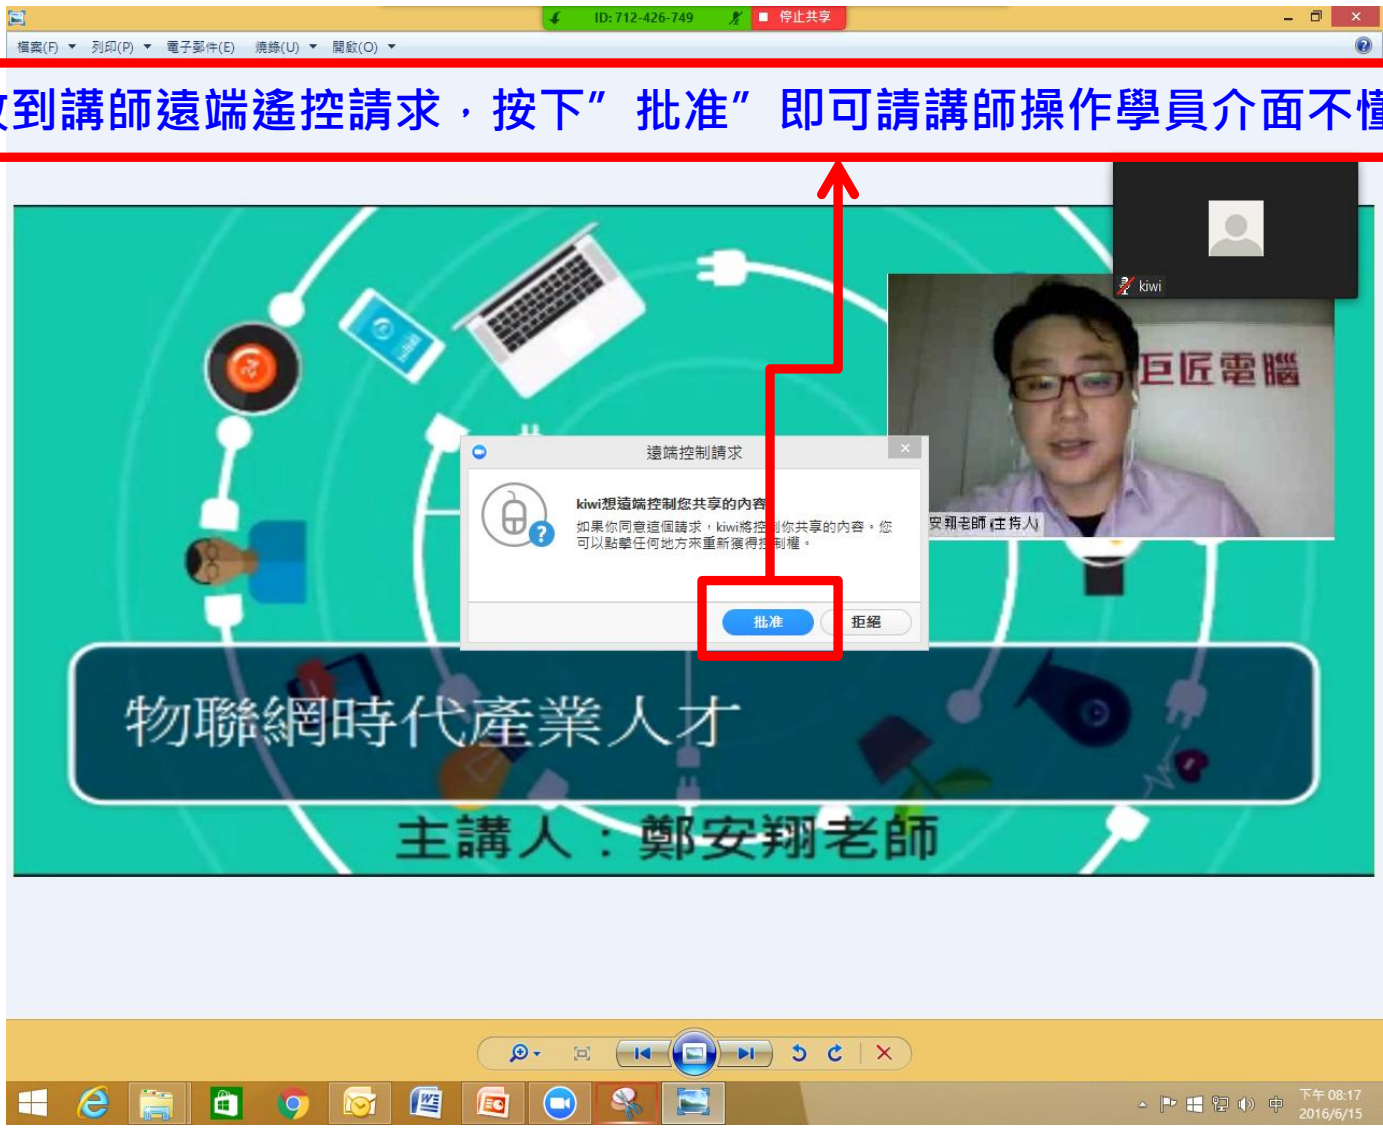 ID: 712-426-749 停止共享
檔案(F) 列印(P) 電子郵件(E) 燒錄(U) 開啟(O)
到講師遠端遙控請求，按下”批准”即可請講師操作學員介面不懂
kiwi
巨匠電腦
遠端控制請求
kiwi想遠端控制您共享的內容
如果你同意這個請求，kiwi將控制你共享的內容。您
可以點擊任何地方來重新獲得控制權。
安翔老師(主持人)
批准 拒絕
物聯網時代產業人才
主講人：鄭安翔老師
中 下午 08:17
2016/6/15